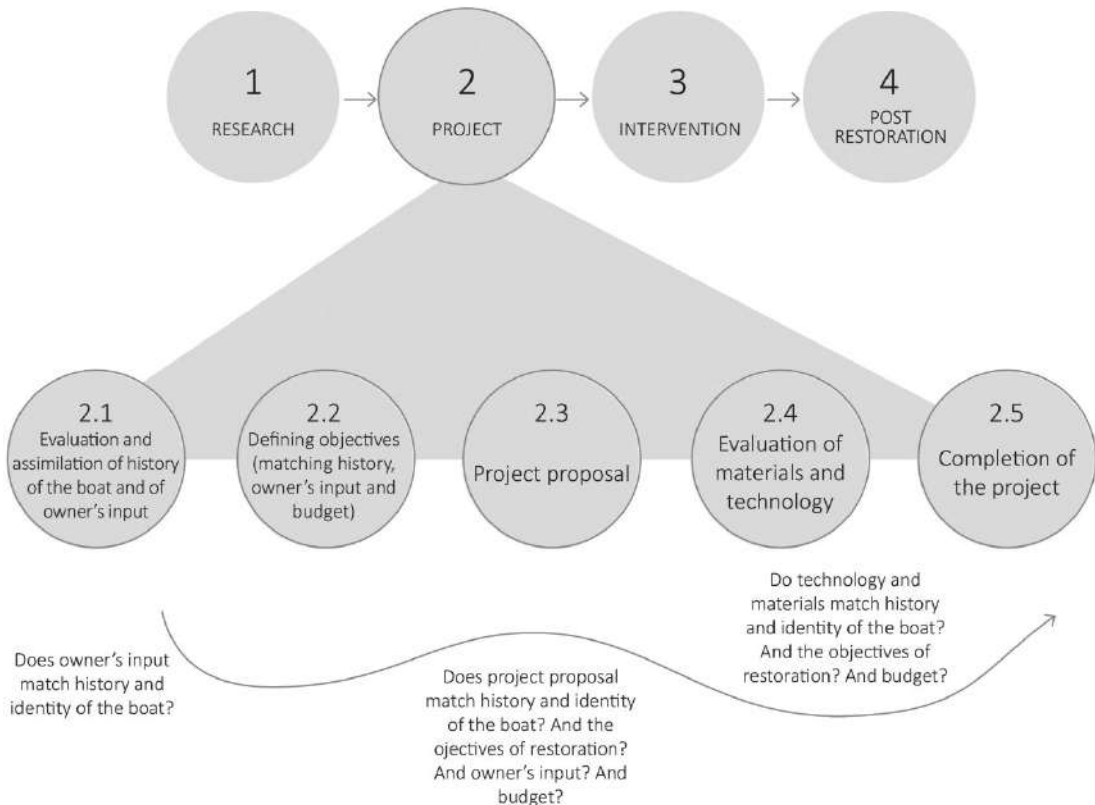 1
RESEARCH
2
PROJECT
3
INTERVENTION
4
POST
RESTORATION
2.1
Evaluation and
assimilation of history
of the boat and of
owner's input
2.2
Defining objectives
(matching history,
owner's input and
budget)
2.3
Project proposal
2.4
Evaluation of
materials and
technology
2.5
Completion of
the project
Does owner's input
match history and
identity of the boat?
Does project proposal
match history and identity
of the boat? And the
ojectives of restoration?
And owner's input? And
budget?
Do technology and
materials match history
and identity of the boat?
And the objectives of
restoration? And budget?